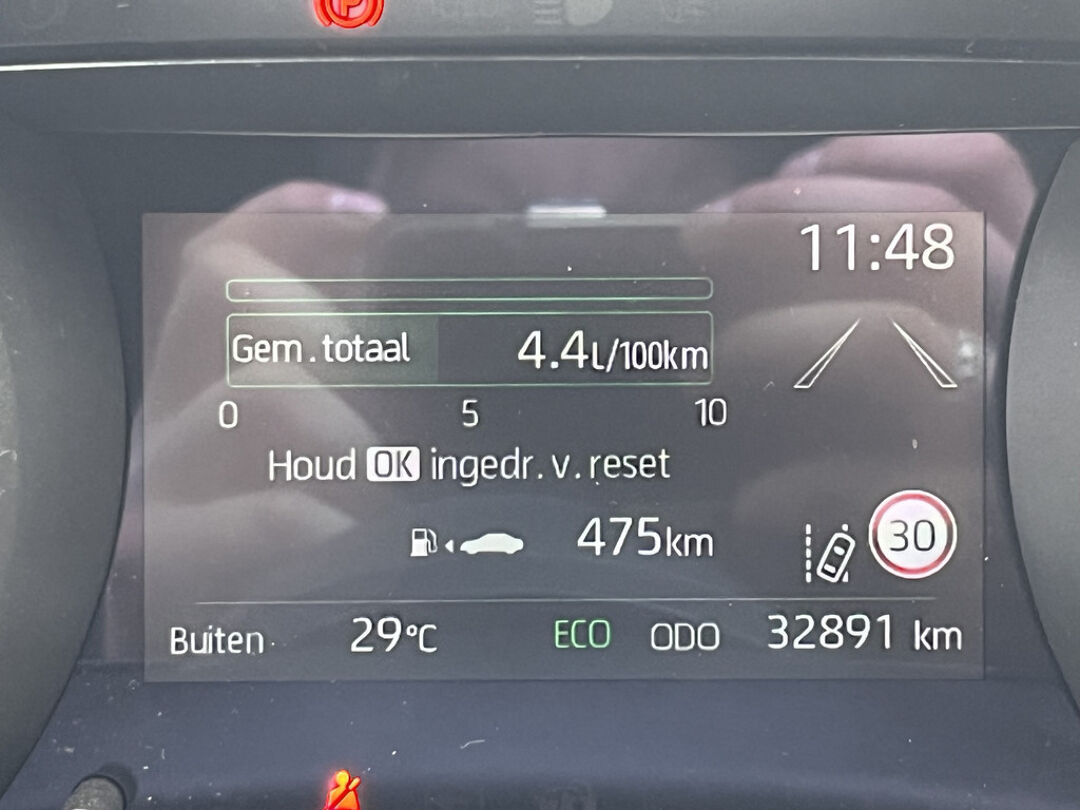 P
11:48
Gem.totaal 4.4L/100km
0 5 10
Houd OK ingedr.v.reset
475km
30
Buiten 29°C ECO ODO 32891 km